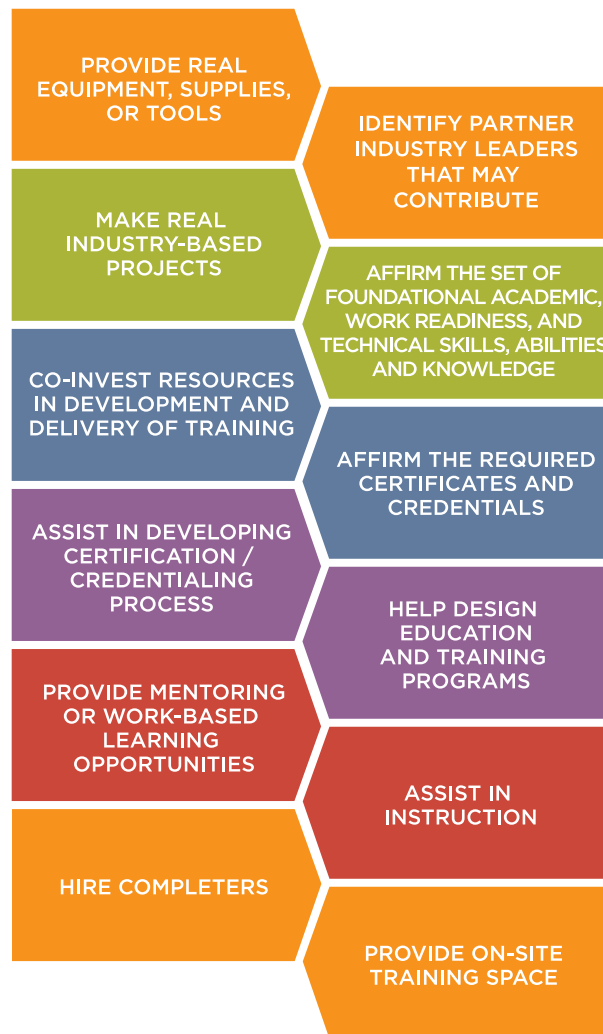 PROVIDE REAL
EQUIPMENT, SUPPLIES,
OR TOOLS
IDENTIFY PARTNER
INDUSTRY LEADERS
THAT MAY
CONTRIBUTE
MAKE REAL
INDUSTRY-BASED
PROJECTS
AFFIRM THE SET OF
FOUNDATIONAL ACADEMIC,
WORK READINESS, AND
TECHNICAL SKILLS, ABILITIES
AND KNOWLEDGE
CO-INVEST RESOURCES
IN DEVELOPMENT AND
DELIVERY OF TRAINING
AFFIRM THE REQUIRED
CERTIFICATES AND
CREDENTIALS
ASSIST IN DEVELOPING
CERTIFICATION /
CREDENTIALING
PROCESS
HELP DESIGN
EDUCATION
AND TRAINING
PROGRAMS
PROVIDE MENTORING
OR WORK-BASED
LEARNING
OPPORTUNITIES
ASSIST IN
INSTRUCTION
HIRE COMPLETERS
PROVIDE ON-SITE
TRAINING SPACE